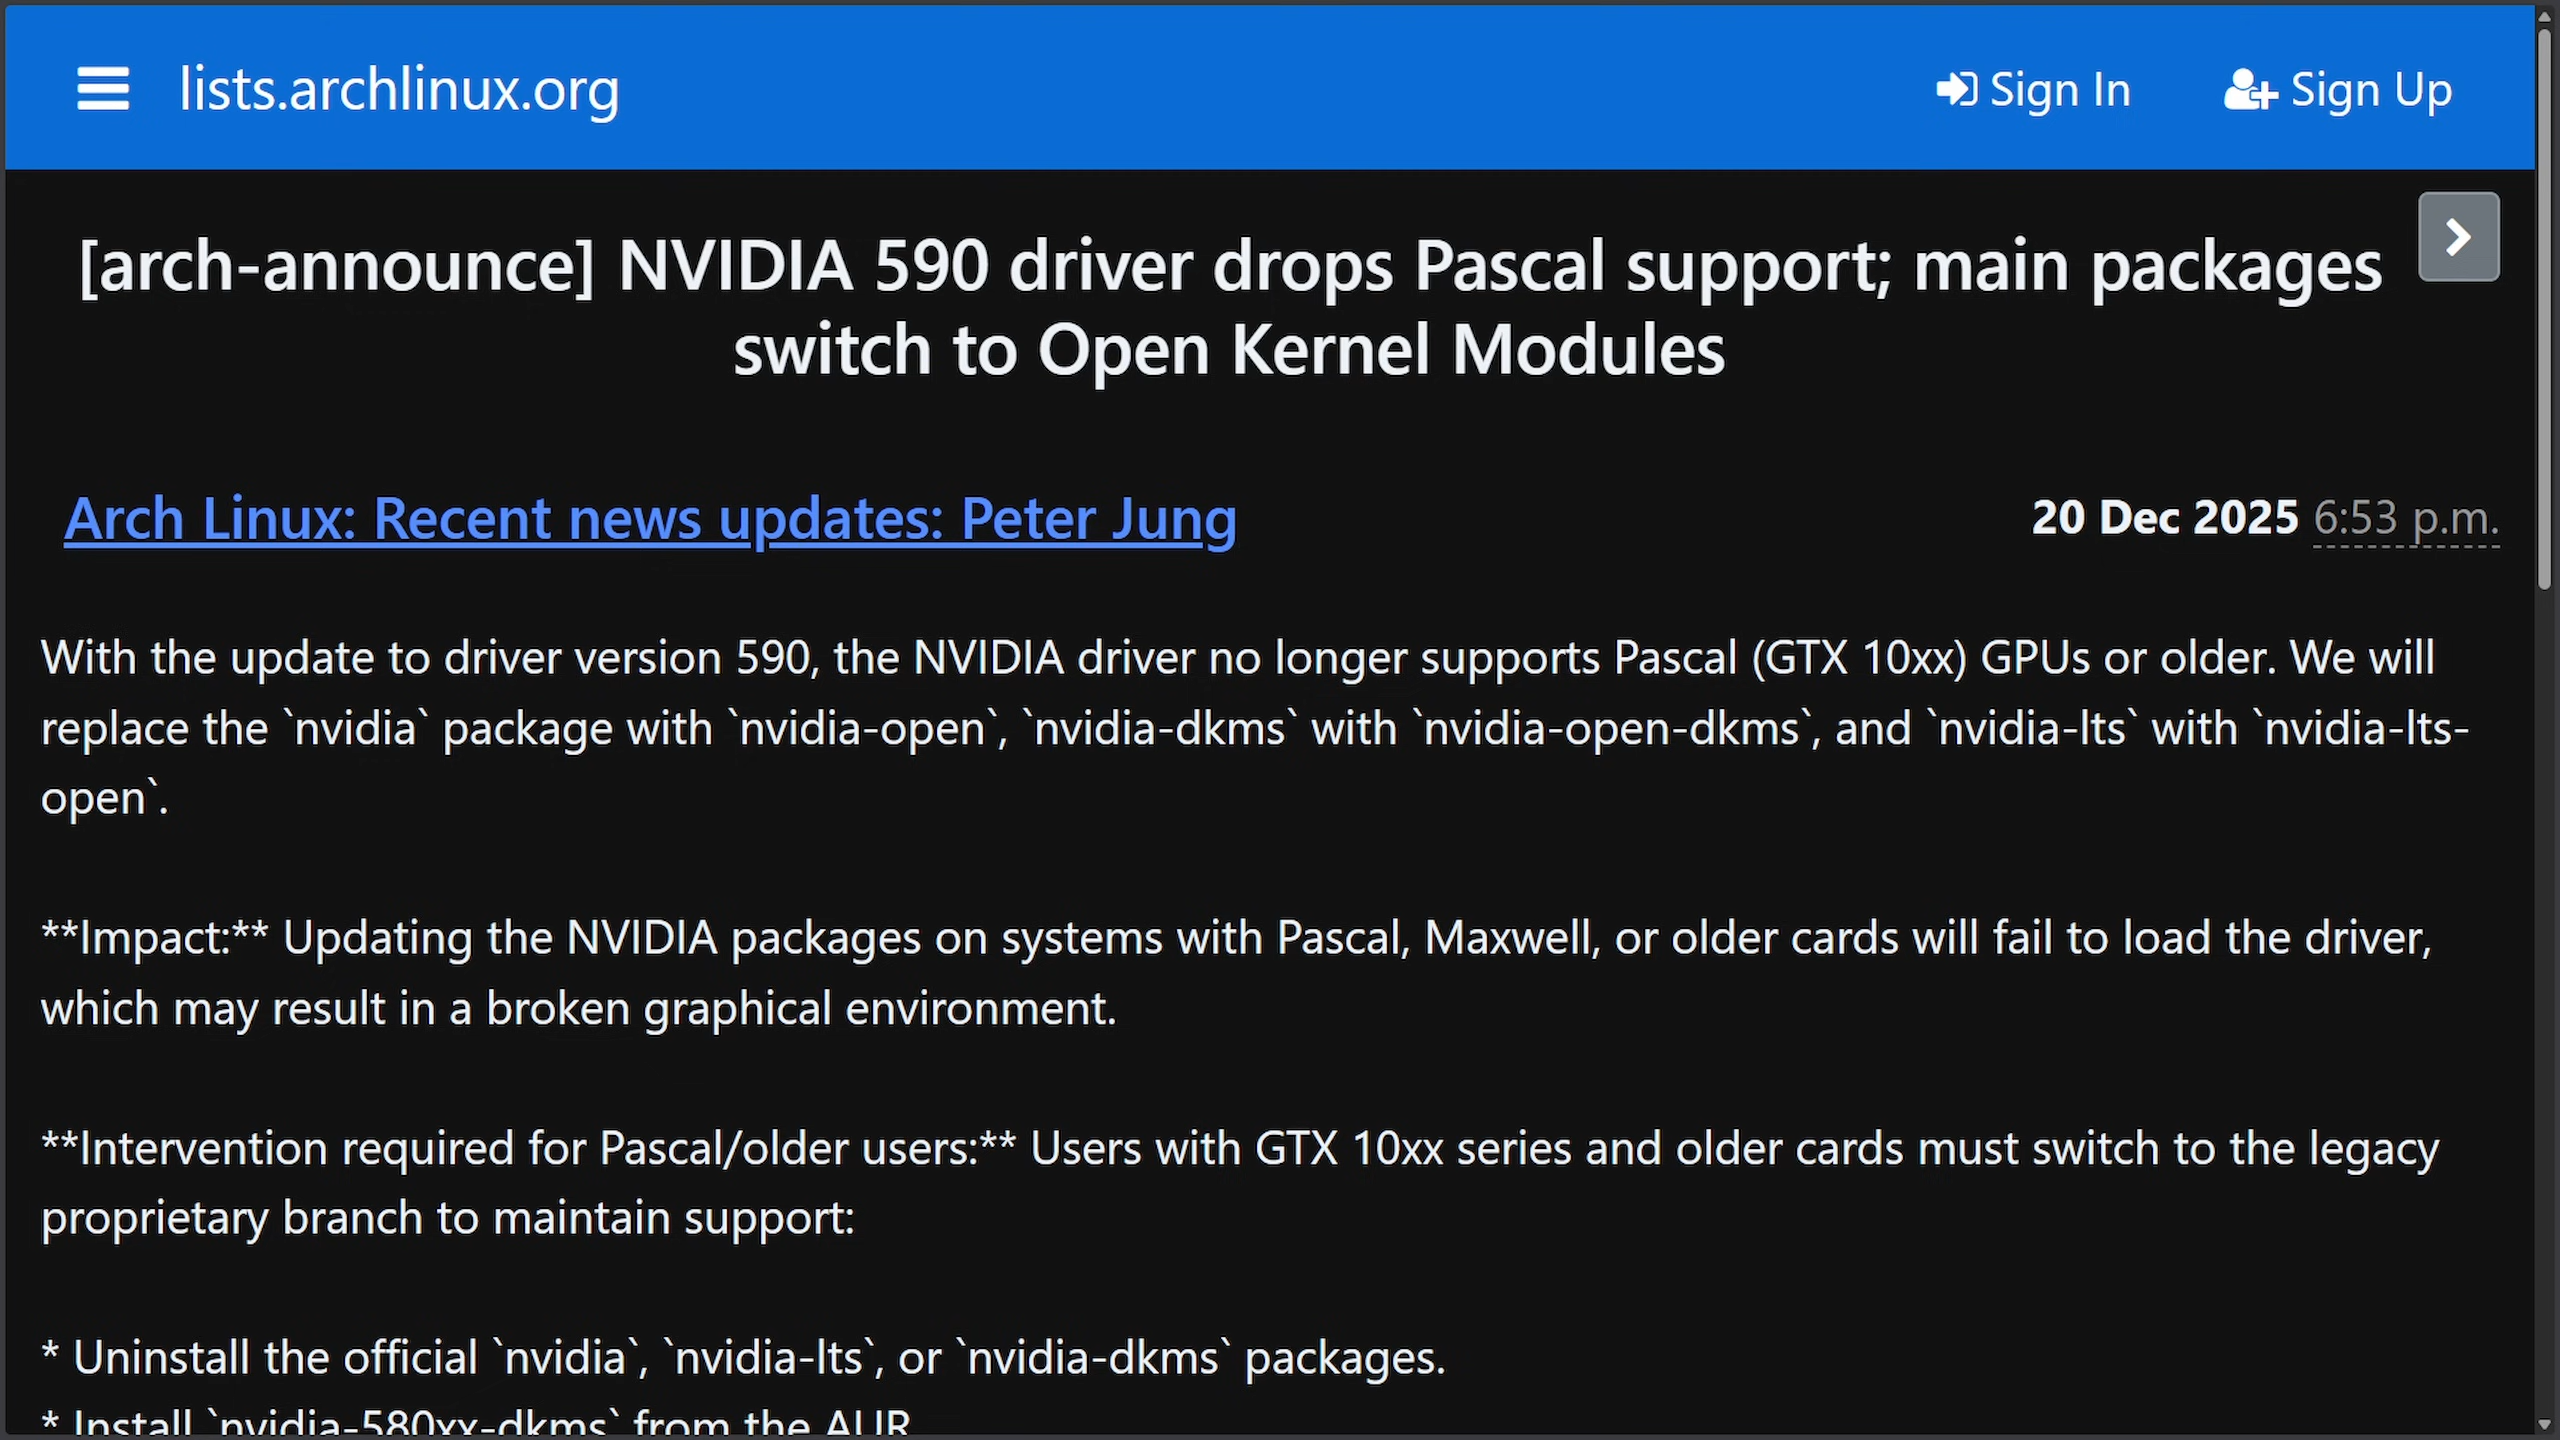 lists.archlinux.org
Sign In
Sign Up
[arch-announce] NVIDIA 590 driver drops Pascal support; main packages
switch to Open Kernel Modules
Arch Linux: Recent news updates: Peter Jung
20 Dec 2025 6:53 p.m.
With the update to driver version 590, the NVIDIA driver no longer supports Pascal (GTX 10xx) GPUs or older. We will
replace the `nvidia` package with `nvidia-open`, `nvidia-dkms` with `nvidia-open-dkms`, and `nvidia-lts` with `nvidia-lts-
open`.
**Impact:** Updating the NVIDIA packages on systems with Pascal, Maxwell, or older cards will fail to load the driver,
which may result in a broken graphical environment.
**Intervention required for Pascal/older users:** Users with GTX 10xx series and older cards must switch to the legacy
proprietary branch to maintain support:
* Uninstall the official `nvidia`, `nvidia-lts`, or `nvidia-dkms` packages.
* Install `nvidia-580xx-dkms` from the AUR